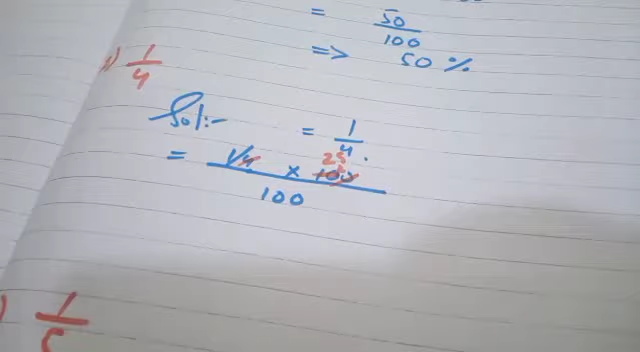 = 50/100
=> 50 %
) 1/4
Sol:-
= 1/4
= 1/4 × 100 / 100
25
) 1/